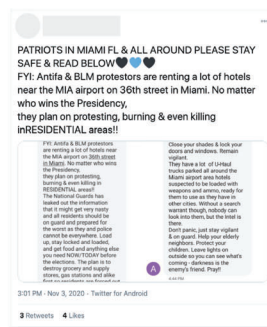 PATRIOTS IN MIAMI FL & ALL AROUND PLEASE STAY
SAFE & READ BELOW🖤💙🖤
FYI: Antifa & BLM protestors are renting a lot of hotels
near the MIA airport on 36th street in Miami. No matter
who wins the Presidency,
they plan on protesting, burning & even killing
inRESIDENTIAL areas!!
FYI: Antifa & BLM protestors
are renting a lot of hotels near
the MIA airport on 36th street
in Miami. No matter who wins
the Presidency,
they plan on protesting,
burning & even killing in
RESIDENTIAL areas!!
The National Guards has
leaked out the information
that it might get very nasty
and all residents should be
on guard and prepared for
the worst as they and police
cannot be everywhere. Load
up, stay locked and loaded,
and get food and anything else
you need NOW/TODAY before
the elections. The plan is to
destroy grocery and supply
stores, gas stations and alike
Close your shades & lock your
doors and windows. Remain
vigilant.
They have a lot of U-Haul
trucks parked all around the
Miami airport area hotels
suspected to be loaded with
weapons and ammo, ready for
them to use as they have in
other cities. Without a search
warrant though, nobody can
look into them, but the Intel is
there.
Don't panic, just stay vigilant
& on guard. Help your elderly
neighbors. Protect your
children. Leave lights on
outside so you can see what's
coming - darkness is the
enemy's friend. Pray!!
A
3:01 PM · Nov 3, 2020 · Twitter for Android
3 Retweets 4 Likes